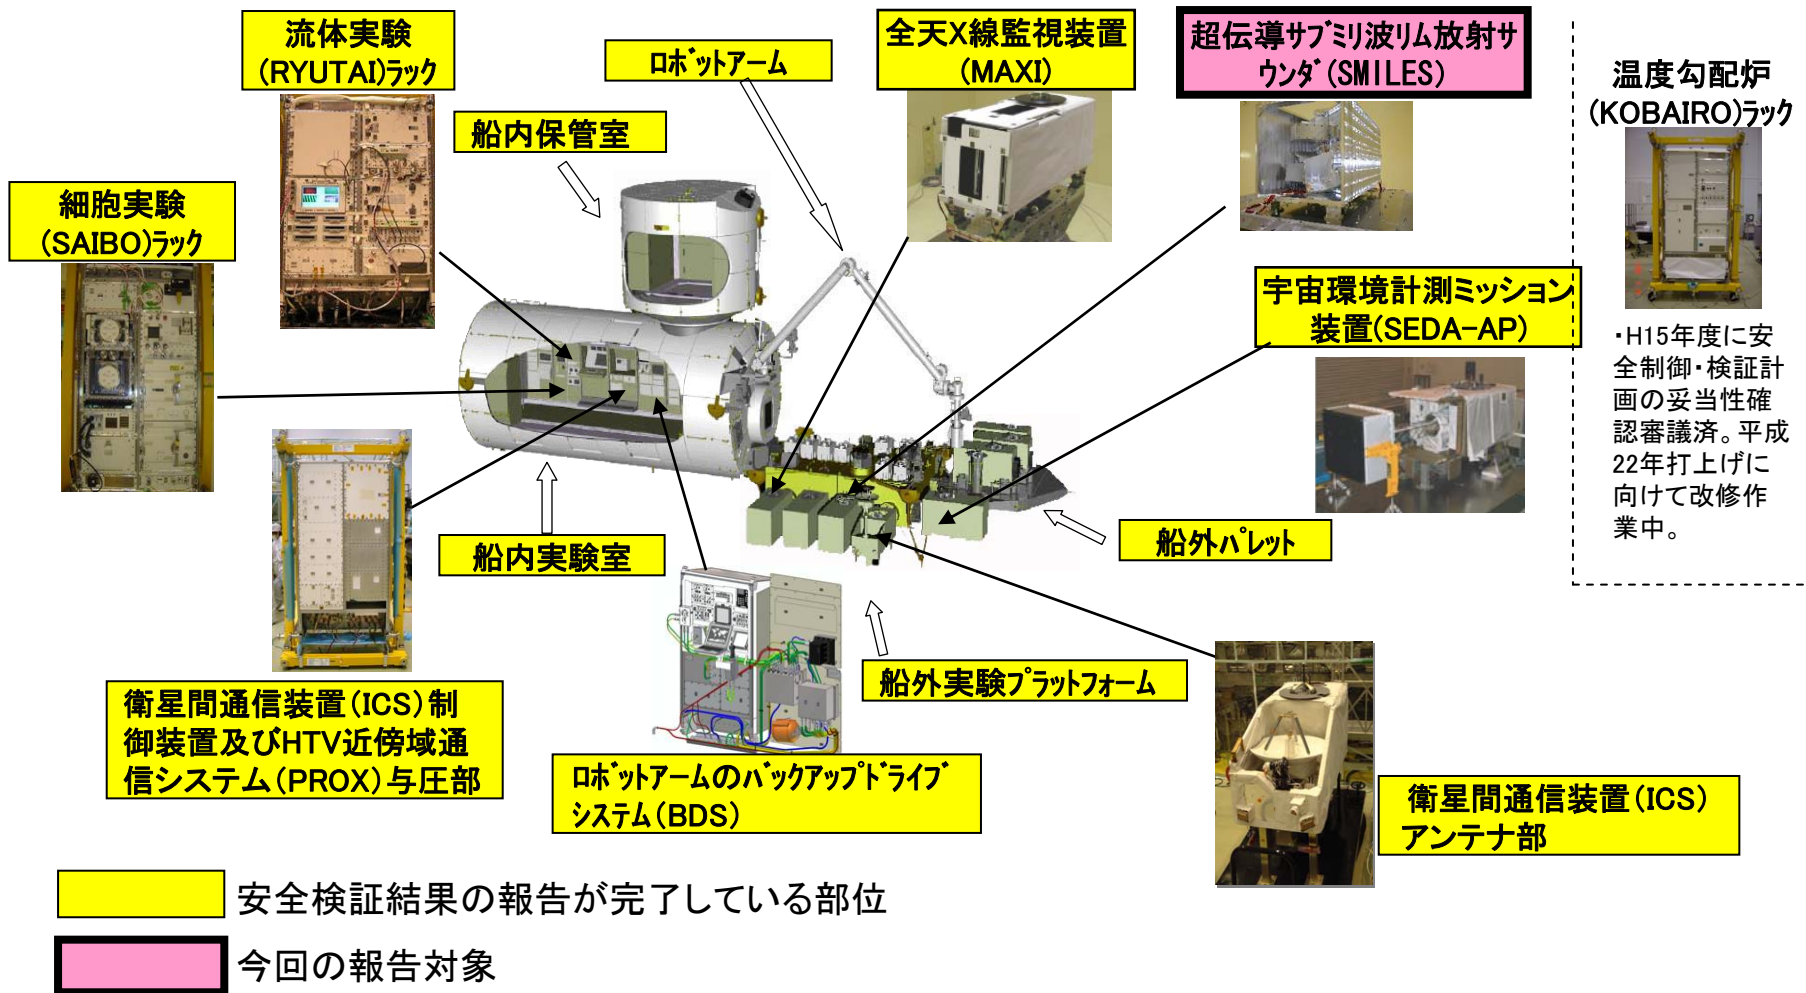 流体実験
(RYUTAI)ラック
ロボットアーム
全天X線監視装置
(MAXI)
超伝導サブミリ波リム放射サ
ウンダ(SMILES)
温度勾配炉
(KOBAIRO)ラック
船内保管室
細胞実験
(SAIBO)ラック
宇宙環境計測ミッション
装置(SEDA-AP)
・H15年度に安
全制御・検証計
画の妥当性確
認審議済。平成
22年打上げに
向けて改修作
業中。
船内実験室
船外パレット
船外実験プラットフォーム
衛星間通信装置(ICS)制
御装置及びHTV近傍域通
信システム(PROX)与圧部
ロボットアームのバックアップドライブ
システム(BDS)
衛星間通信装置(ICS)
アンテナ部
安全検証結果の報告が完了している部位
今回の報告対象